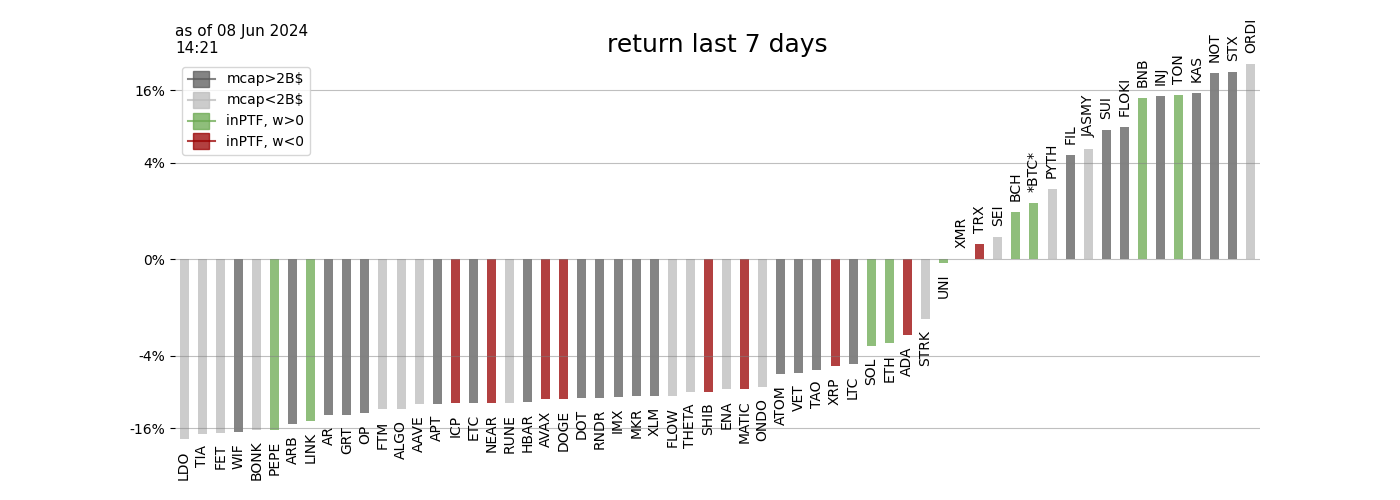 as of 08 Jun 2024
14:21
return last 7 days
mcap>2B$
mcap<2B$
inPTF, w>0
inPTF, w<0
16%
4%
0%
-4%
-16%
LDO
TIA
FET
WIF
BONK
PEPE
ARB
LINK
AR
GRT
OP
FTM
ALGO
AAVE
APT
ICP
ETC
NEAR
RUNE
HBAR
AVAX
DOGE
DOT
RNDR
IMX
MKR
XLM
FLOW
THETA
SHIB
ENA
MATIC
ONDO
ATOM
VET
TAO
XRP
LTC
SOL
ETH
ADA
STRK
UNI
XMR
TRX
SEI
BCH
*BTC*
PYTH
FIL
JASMY
SUI
FLOKI
BNB
INJ
TON
KAS
NOT
STX
ORDI